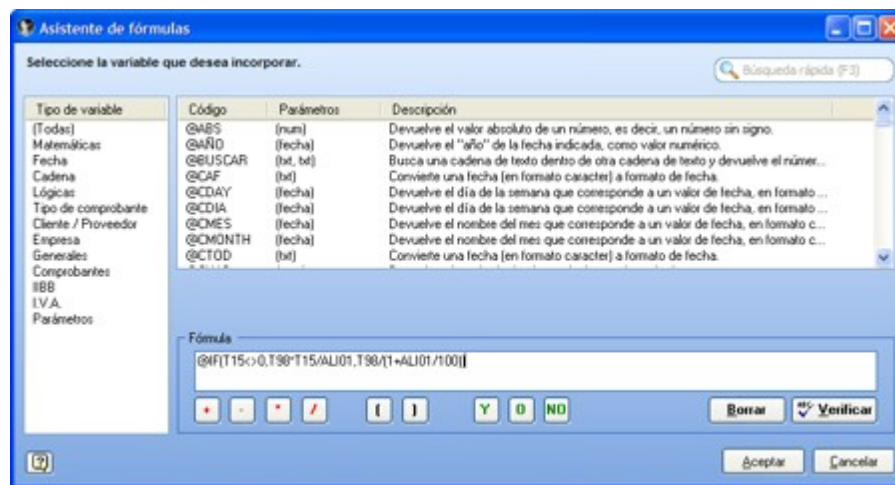 Asistente de fórmulas
Seleccione la variable que desea incorporar.
Búsqueda rápida (F3)
Tipo de variable
(Todas)
Matemáticas
Fecha
Cadena
Lógicas
Tipo de comprobante
Cliente / Proveedor
Empresa
Generales
Comprobantes
IIBB
I.V.A.
Parámetros
Código Parámetros Descripción
@ABS (num) Devuelve el valor absoluto de un número, es decir, un número sin signo.
@AÑO (fecha) Devuelve el "año" de la fecha indicada, como valor numérico.
@BUSCAR (txt, txt) Busca una cadena de texto dentro de otra cadena de texto y devuelve el númer...
@CAF (txt) Convierte una fecha (en formato caracter) a formato de fecha.
@CDAY (fecha) Devuelve el día de la semana que corresponde a un valor de fecha, en formato ...
@CDIA (fecha) Devuelve el día de la semana que corresponde a un valor de fecha, en formato ...
@CMES (fecha) Devuelve el nombre del mes que corresponde a un valor de fecha, en formato c...
@CMONTH (fecha) Devuelve el nombre del mes que corresponde a un valor de fecha, en formato c...
@CTOD (txt) Convierte una fecha (en formato caracter) a formato de fecha.
Fórmula
@IF(T15<>0,T98*T15/ALI01,T98/(1+ALI01/100))
+ - * / ( ) Y O NO
Borrar Verificar
Aceptar Cancelar